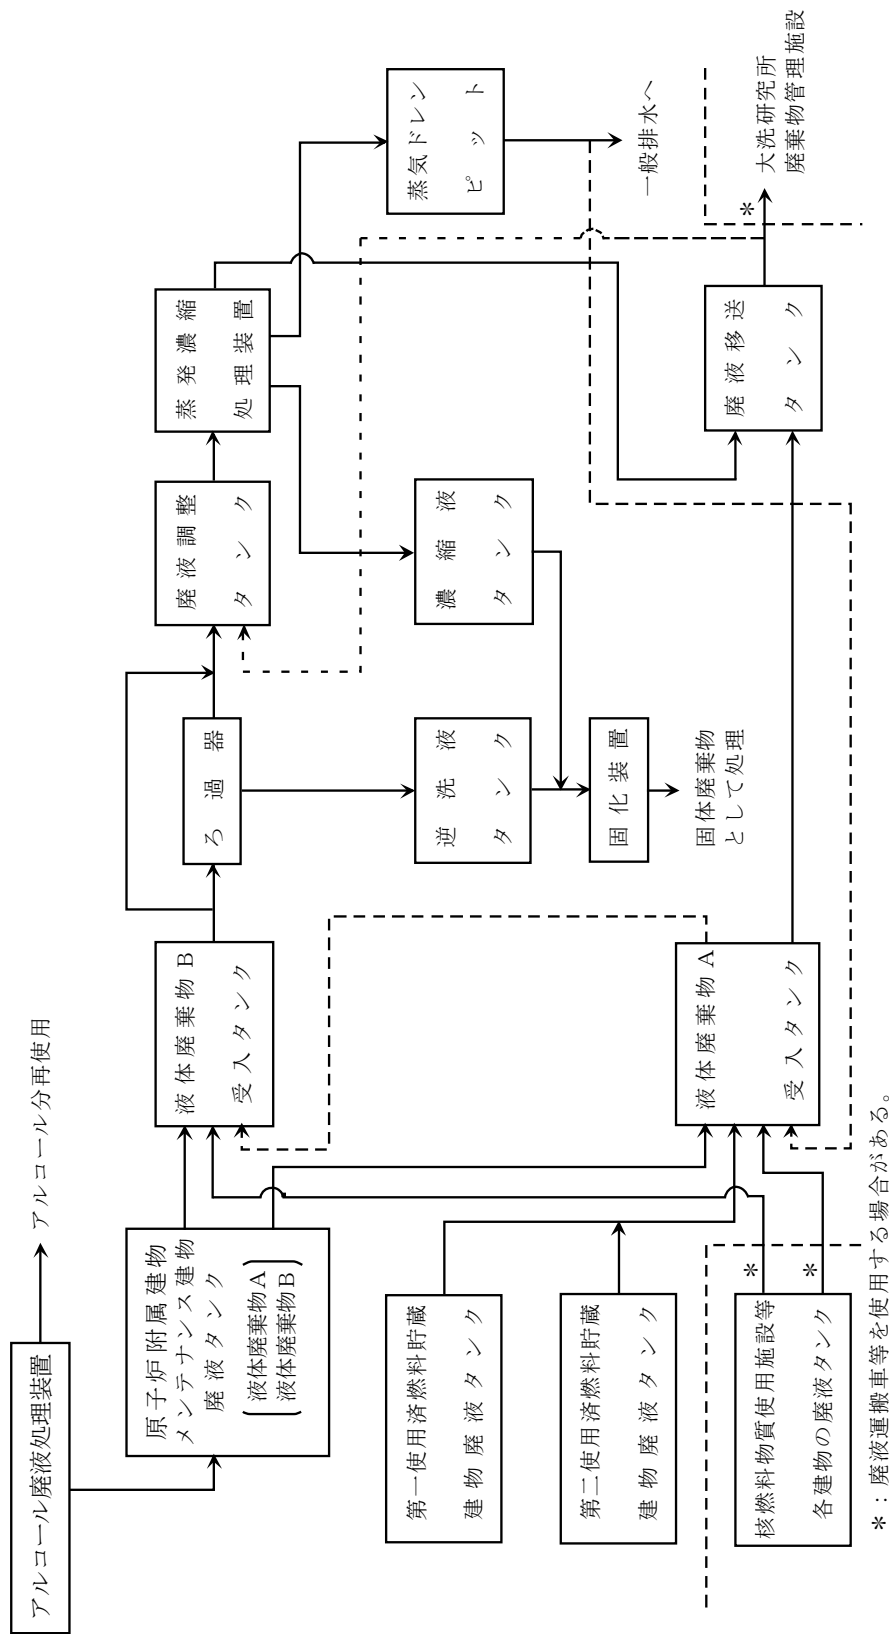 アルコール廃液処理装置
アルコール分再使用
原子炉附属建物
メンテナンス建物
廃液タンク
液体廃棄物A
液体廃棄物B
液体廃棄物B
受入タンク
ろ過器
廃液調整
タンク
蒸発濃縮
処理装置
蒸気ドレン
ピット
一般排水へ
逆洗液
タンク
濃縮液
タンク
固化装置
固体廃棄物
として処理
第一使用済燃料貯蔵
建物廃液タンク
第二使用済燃料貯蔵
建物廃液タンク
液体廃棄物A
受入タンク
廃液移送
タンク
*
大洗研究所
廃棄物管理施設
核燃料物質使用施設等
各建物の廃液タンク
*
*
*:廃液運搬車等を使用する場合がある。